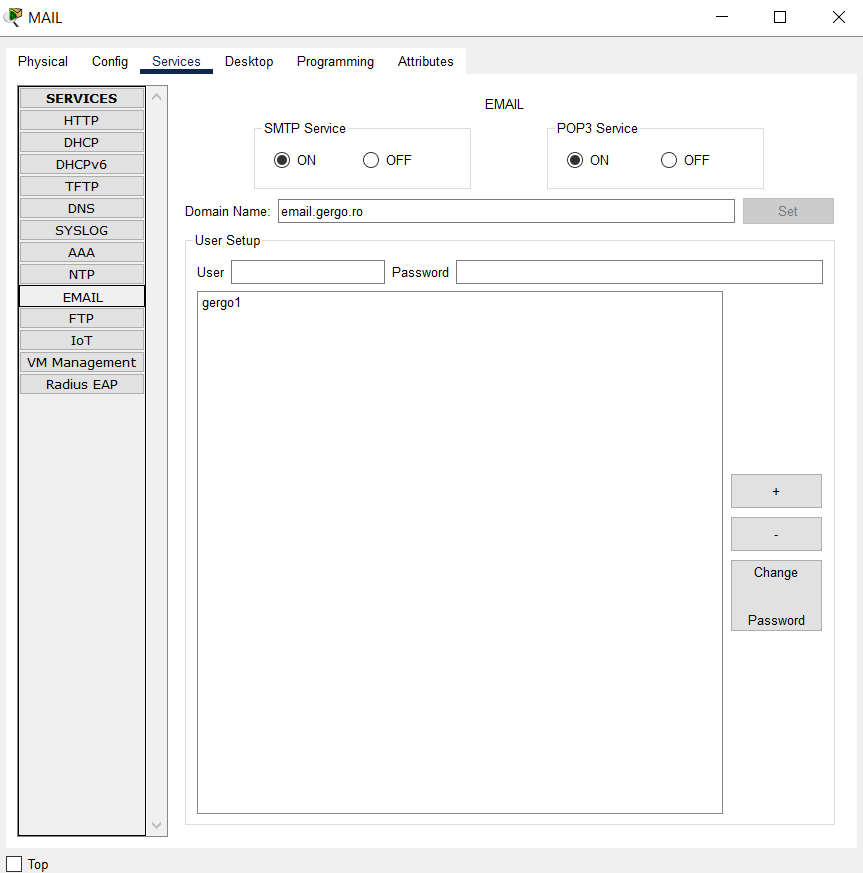 MAIL
Physical Config Services Desktop Programming Attributes
SERVICES
HTTP
DHCP
DHCPv6
TFTP
DNS
SYSLOG
AAA
NTP
EMAIL
FTP
IoT
VM Management
Radius EAP
EMAIL
SMTP Service
ON OFF
POP3 Service
ON OFF
Domain Name: email.gergo.ro Set
User Setup
User Password
gergo1
+
-
Change
Password
Top